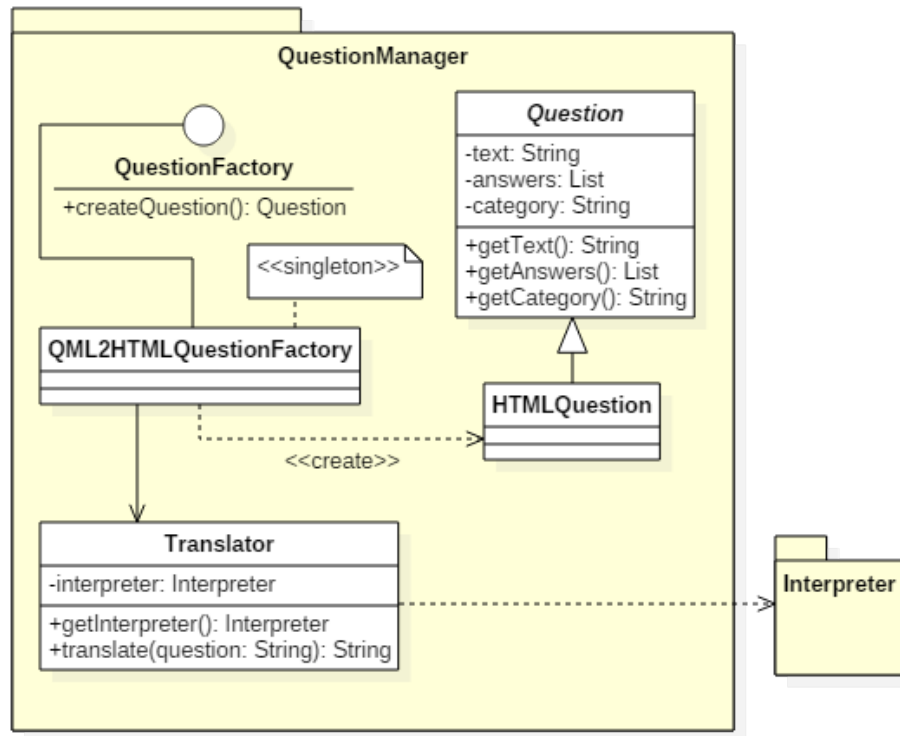 QuestionManager
QuestionFactory
+createQuestion(): Question
<<singleton>>
Question
-text: String
-answers: List
-category: String
+getText(): String
+getAnswers(): List
+getCategory(): String
QML2HTMLQuestionFactory
HTMLQuestion
<<create>>
Translator
-interpreter: Interpreter
+getInterpreter(): Interpreter
+translate(question: String): String
Interpreter